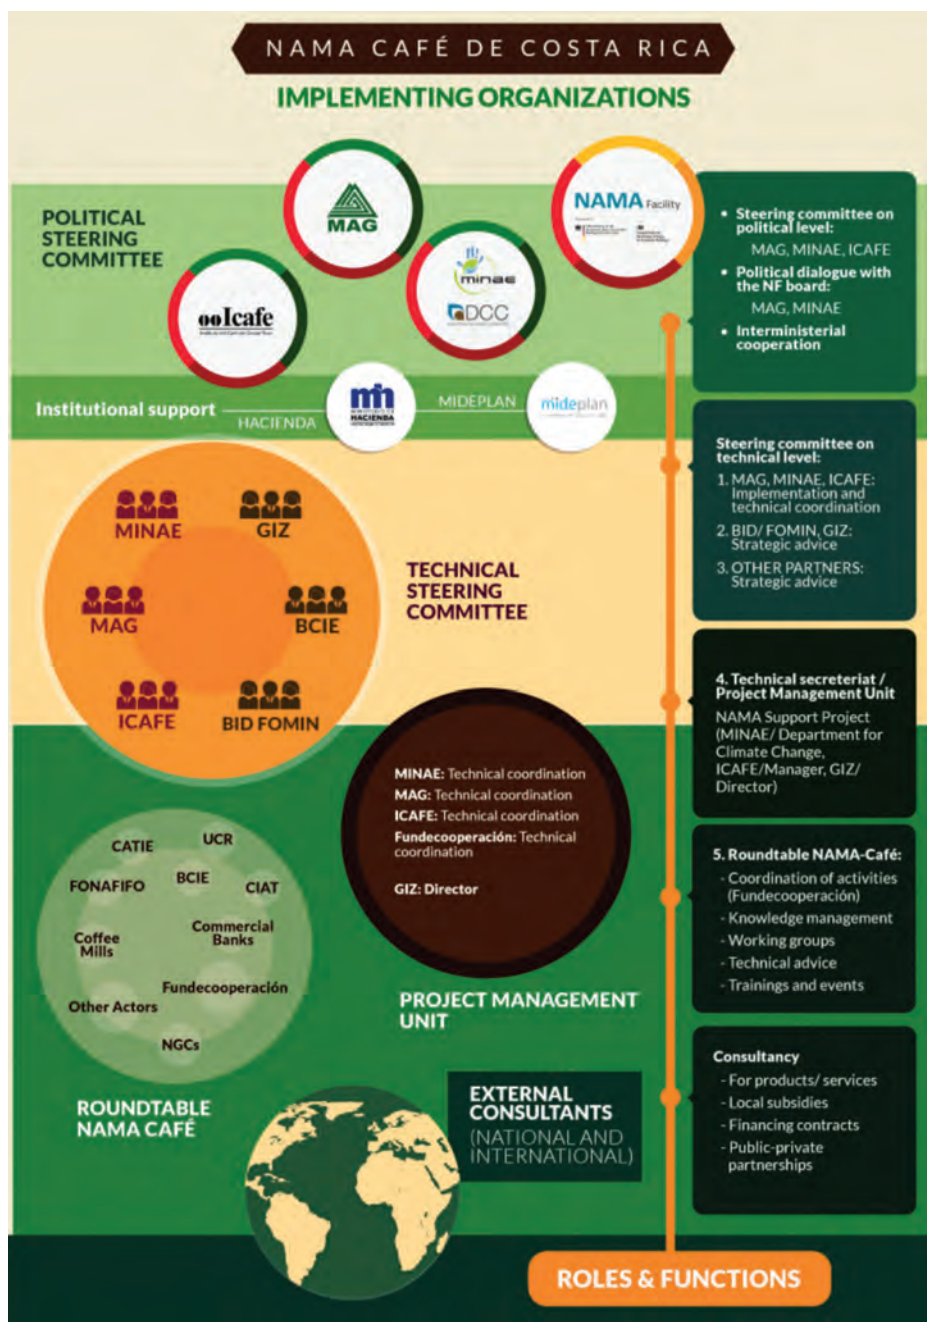 NAMA CAFÉ DE COSTA RICA
IMPLEMENTING ORGANIZATIONS
POLITICAL
STEERING
COMMITTEE
MAG
NAMA Facility
minae
DCC
Icafe
Institutional support
HACIENDA
mh
HACIENDA
MIDEPLAN
mideplan
• Steering committee on
political level:
MAG, MINAE, ICAFE
• Political dialogue with
the NF board:
MAG, MINAE
• Interministerial
cooperation
MINAE
GIZ
MAG
BCIE
ICAFE
BID FOMIN
TECHNICAL
STEERING
COMMITTEE
Steering committee on
technical level:
1. MAG, MINAE, ICAFE:
Implementation and
technical coordination
2. BID/ FOMIN, GIZ:
Strategic advice
3. OTHER PARTNERS:
Strategic advice
4. Technical secreteriat /
Project Management Unit
NAMA Support Project
(MINAE/ Department for
Climate Change,
ICAFE/Manager, GIZ/
Director)
MINAE: Technical coordination
MAG: Technical coordination
ICAFE: Technical coordination
Fundecooperación: Technical
coordination
GIZ: Director
PROJECT MANAGEMENT
UNIT
CATIE
UCR
FONAFIFO
BCIE
CIAT
Coffee
Mills
Commercial
Banks
Fundecooperación
Other Actors
NGCs
ROUNDTABLE
NAMA CAFÉ
5. Roundtable NAMA-Café:
- Coordination of activities
(Fundecooperación)
- Knowledge management
- Working groups
- Technical advice
- Trainings and events
EXTERNAL
CONSULTANTS
(NATIONAL AND
INTERNATIONAL)
Consultancy
- For products/ services
- Local subsidies
- Financing contracts
- Public-private
partnerships
ROLES & FUNCTIONS